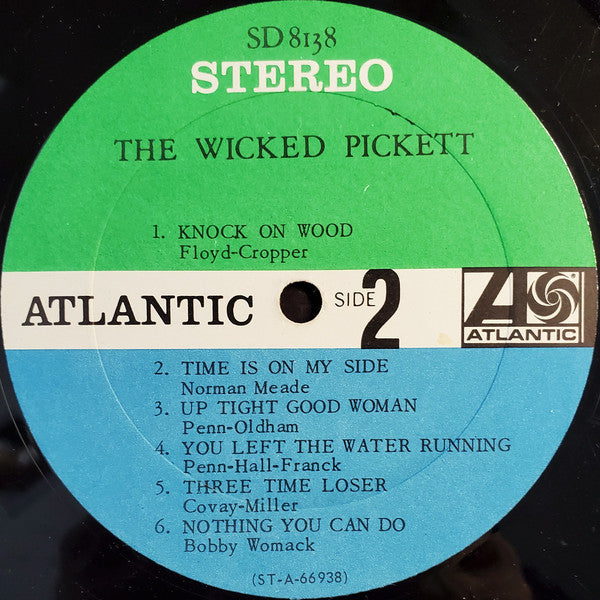 SD 8138
STEREO
THE WICKED PICKETT
1. KNOCK ON WOOD
Floyd-Cropper
ATLANTIC SIDE 2 ATLANTIC
2. TIME IS ON MY SIDE
Norman Meade
3. UP TIGHT GOOD WOMAN
Penn-Oldham
4. YOU LEFT THE WATER RUNNING
Penn-Hall-Franck
5. THREE TIME LOSER
Covay-Miller
6. NOTHING YOU CAN DO
Bobby Womack
(ST-A-66938)